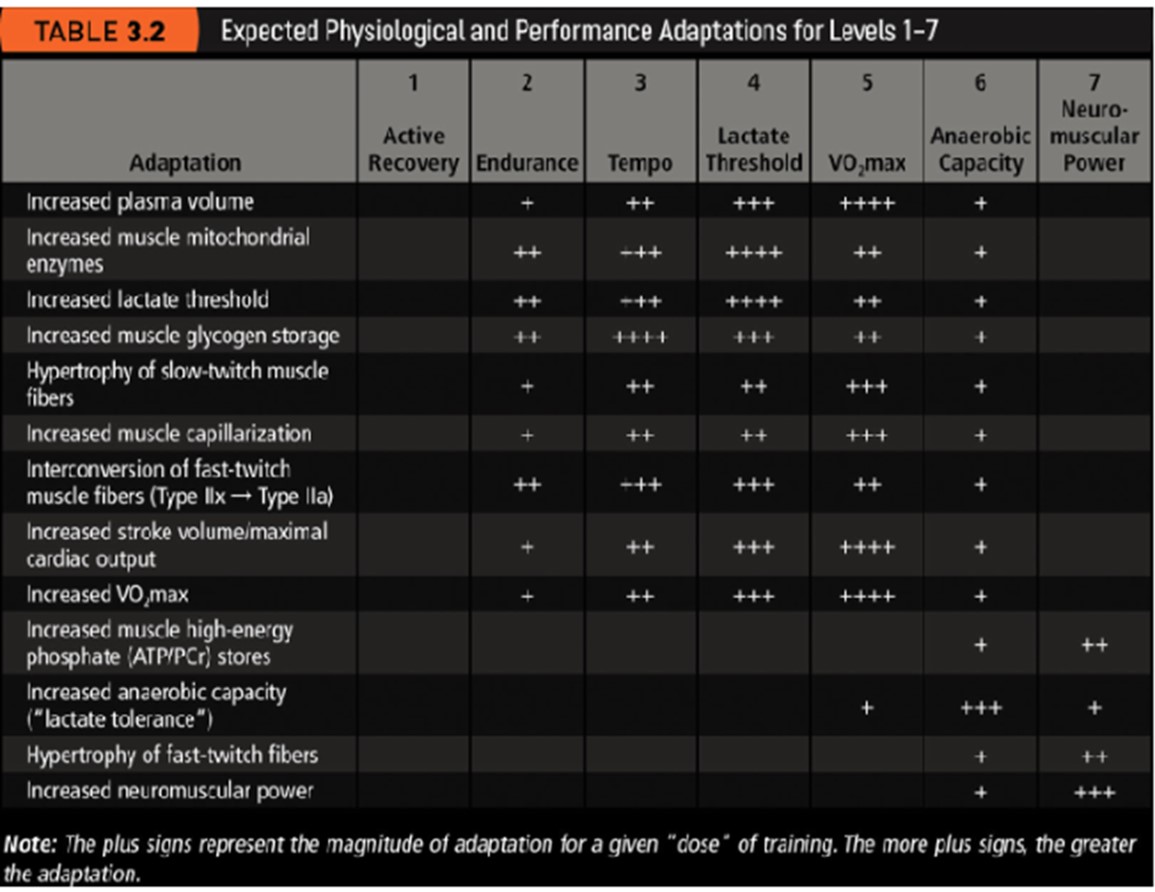 TABLE 3.2 Expected Physiological and Performance Adaptations for Levels 1–7
Adaptation 1 Active Recovery 2 Endurance 3 Tempo 4 Lactate Threshold 5 VO₂max 6 Anaerobic Capacity 7 Neuro-muscular Power
Increased plasma volume + ++ +++ ++++ +
Increased muscle mitochondrial
enzymes ++ +++ ++++ ++ +
Increased lactate threshold ++ +++ ++++ ++ +
Increased muscle glycogen storage ++ ++++ +++ ++ +
Hypertrophy of slow-twitch muscle
fibers + ++ ++ +++ +
Increased muscle capillarization + ++ ++ +++ +
Interconversion of fast-twitch
muscle fibers (Type IIx → Type IIa) ++ +++ +++ ++ +
Increased stroke volume/maximal
cardiac output + ++ +++ ++++ +
Increased VO₂max + ++ +++ ++++ +
Increased muscle high-energy
phosphate (ATP/PCr) stores + ++
Increased anaerobic capacity
("lactate tolerance") + +++ +
Hypertrophy of fast-twitch fibers + ++
Increased neuromuscular power + +++
Note: The plus signs represent the magnitude of adaptation for a given "dose" of training. The more plus signs, the greater
the adaptation.